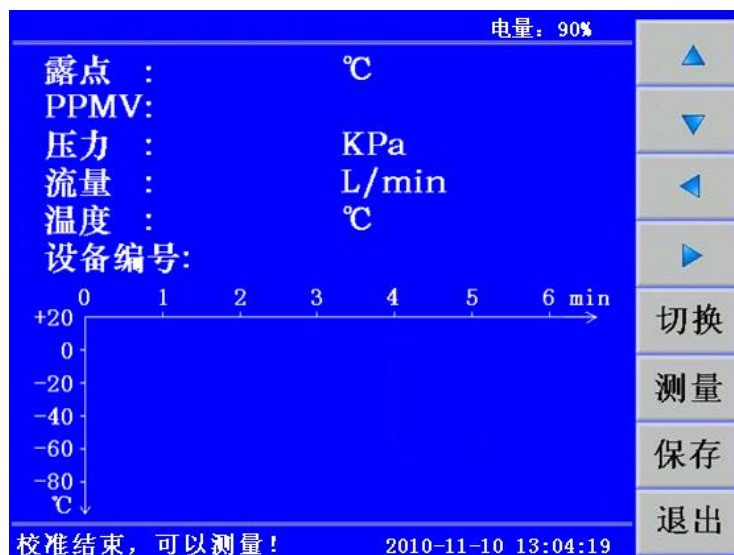 电量：90%
露点 ： ℃
PPMV:
压力 ： KPa
流量 ： L/min
温度 ： ℃
设备编号:
0 1 2 3 4 5 6 min
+20
0
-20
-40
-60
-80
℃
切换
测量
保存
退出
校准结束，可以测量！ 2010-11-10 13:04:19